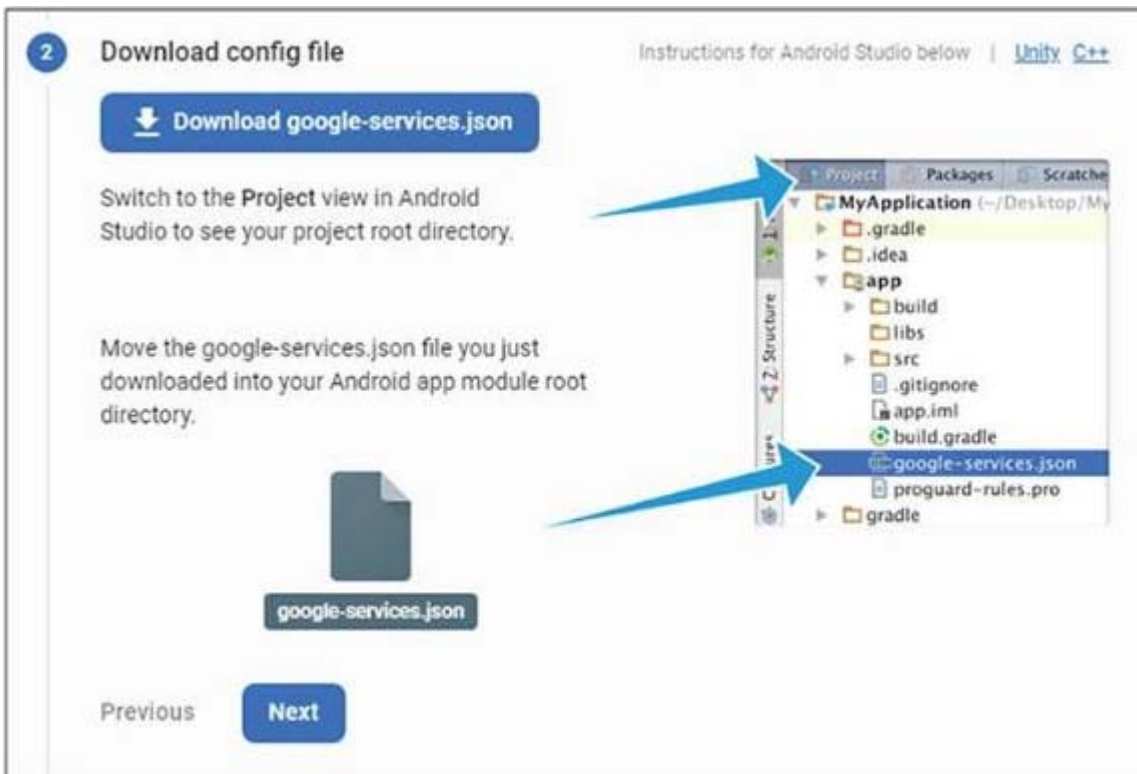 2
Download config file
Instructions for Android Studio below | Unity C++
Download google-services.json
Switch to the Project view in Android
Studio to see your project root directory.
Move the google-services.json file you just
downloaded into your Android app module root
directory.
google-services.json
Project Packages Scratche
MyApplication (~/Desktop/My
.gradle
.idea
app
build
libs
src
.gitignore
app.iml
build.gradle
google-services.json
proguard-rules.pro
gradle
Z: Structure
Previous
Next